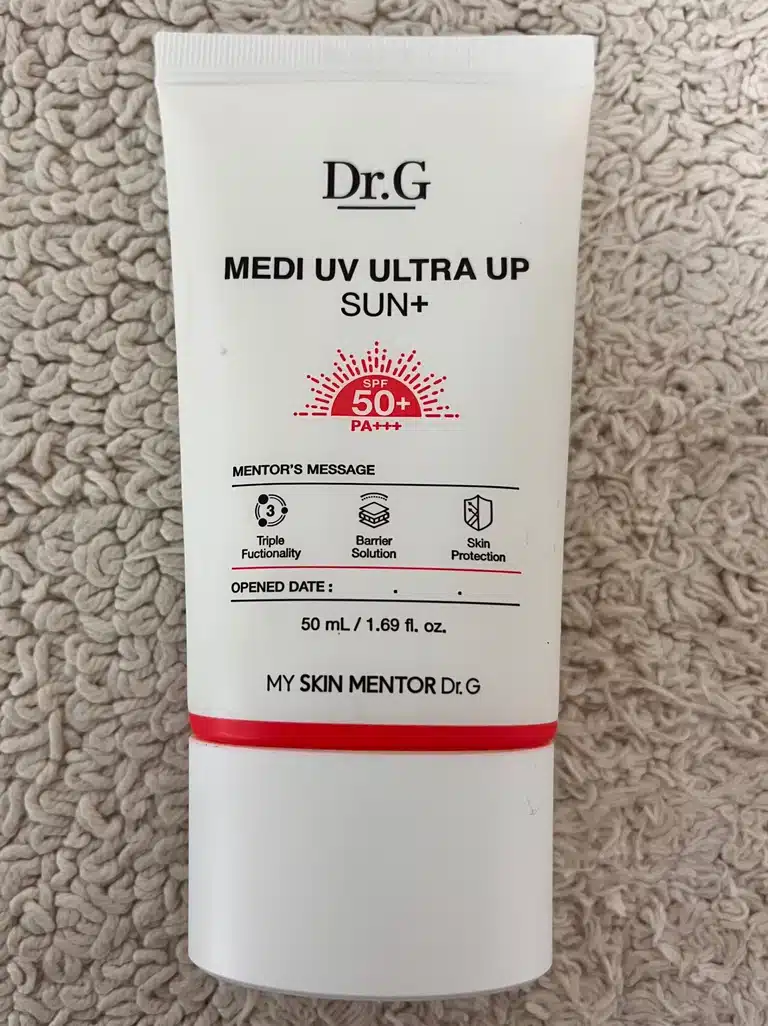 Dr.G
MEDI UV ULTRA UP
SUN+
SPF
50+
PA+++
MENTOR'S MESSAGE
3
Triple
Fuctionality
Barrier
Solution
Skin
Protection
OPENED DATE :       .       .
50 mL / 1.69 fl. oz.
MY SKIN MENTOR Dr.G